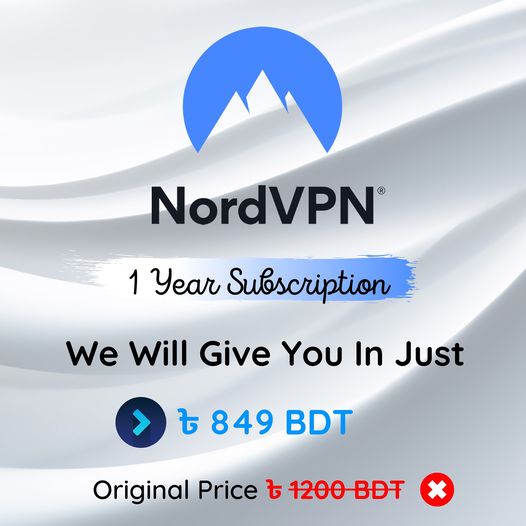 NordVPN®
1 Year Subscription
We Will Give You In Just
৳ 849 BDT
Original Price ৳ 1200 BDT